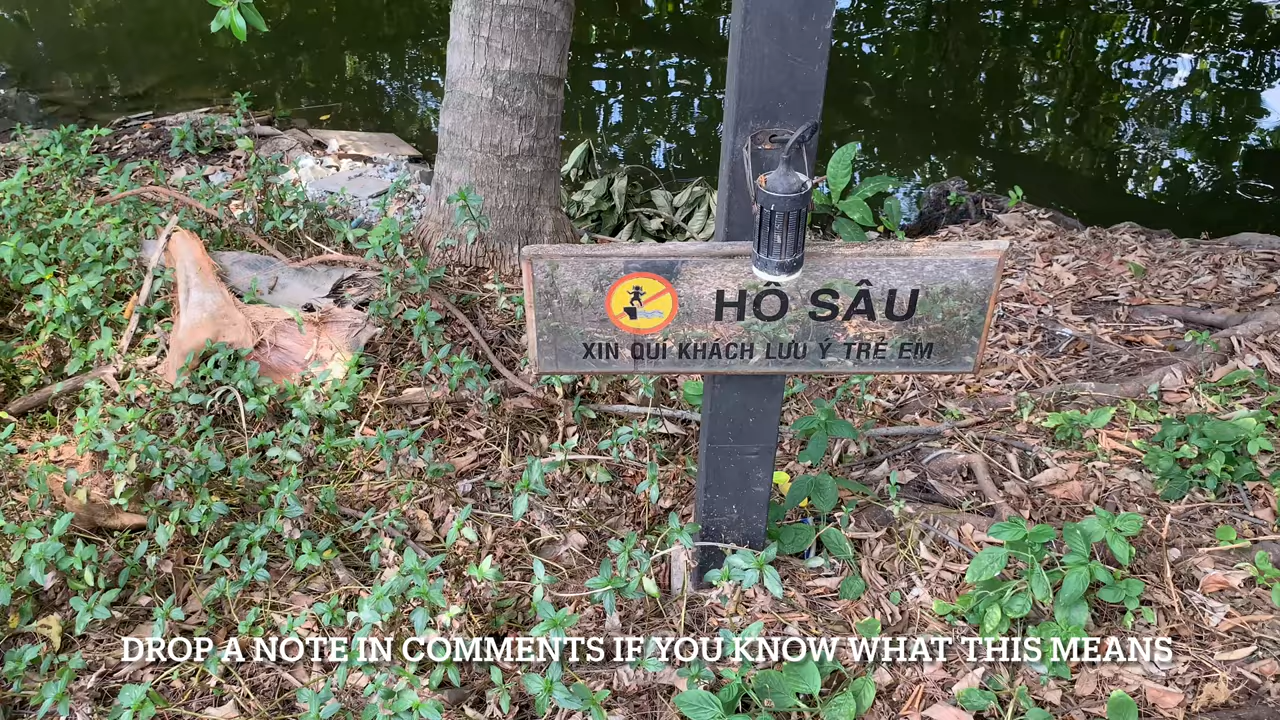 HỒ SÂU
XIN QUÍ KHÁCH LƯU Ý TRẺ EM
DROP A NOTE IN COMMENTS IF YOU KNOW WHAT THIS MEANS